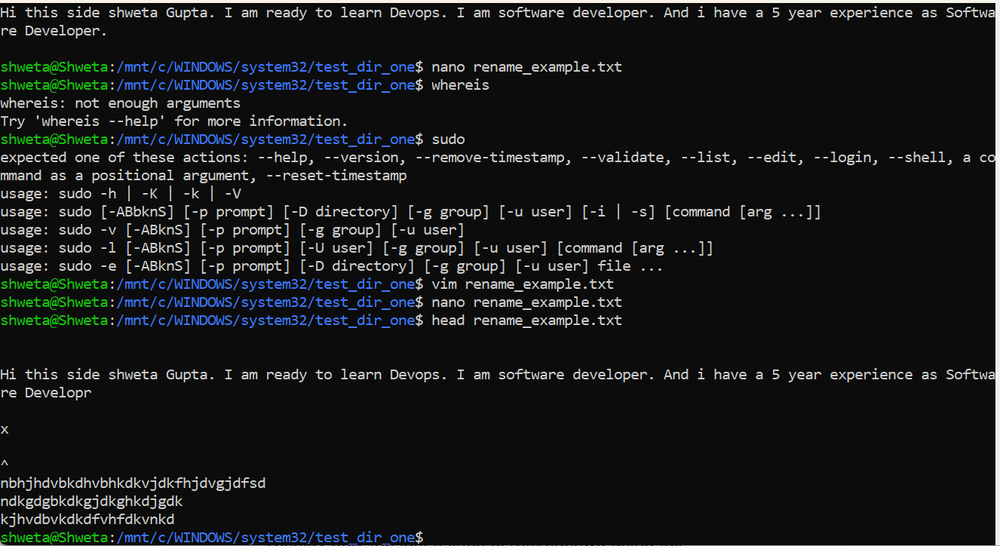 Hi this side shweta Gupta. I am ready to learn Devops. I am software developer. And i have a 5 year experience as Softwa
re Developer.
shweta@Shweta:/mnt/c/WINDOWS/system32/test_dir_one$ nano rename_example.txt
shweta@Shweta:/mnt/c/WINDOWS/system32/test_dir_one$ whereis
whereis: not enough arguments
Try 'whereis --help' for more information.
shweta@Shweta:/mnt/c/WINDOWS/system32/test_dir_one$ sudo
expected one of these actions: --help, --version, --remove-timestamp, --validate, --list, --edit, --login, --shell, a co
mmand as a positional argument, --reset-timestamp
usage: sudo -h | -K | -k | -V
usage: sudo [-ABbknS] [-p prompt] [-D directory] [-g group] [-u user] [-i | -s] [command [arg ...]]
usage: sudo -v [-ABknS] [-p prompt] [-g group] [-u user]
usage: sudo -l [-ABknS] [-p prompt] [-U user] [-g group] [-u user] [command [arg ...]]
usage: sudo -e [-ABknS] [-p prompt] [-D directory] [-g group] [-u user] file ...
shweta@Shweta:/mnt/c/WINDOWS/system32/test_dir_one$ vim rename_example.txt
shweta@Shweta:/mnt/c/WINDOWS/system32/test_dir_one$ nano rename_example.txt
shweta@Shweta:/mnt/c/WINDOWS/system32/test_dir_one$ head rename_example.txt
Hi this side shweta Gupta. I am ready to learn Devops. I am software developer. And i have a 5 year experience as Softwa
re Developr
x
^
nbhjhdvbkdhvbhkdkvjdkfhjdvgjdfsd
ndkgdgbkdkgjdkghkdjgdk
kjhvdbvkdkdfvhfdkvnkd
shweta@Shweta:/mnt/c/WINDOWS/system32/test_dir_one$